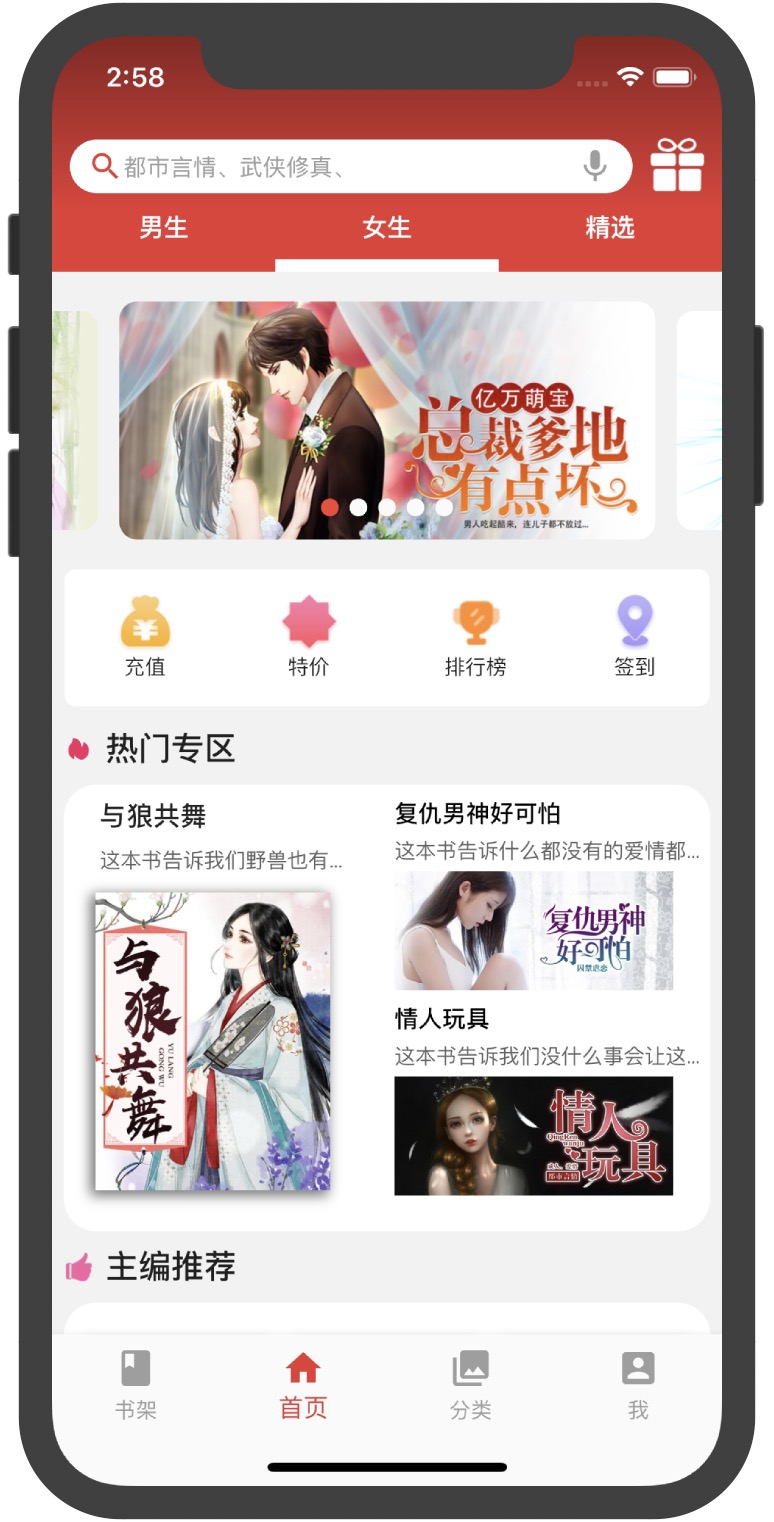 2:58
都市言情、武侠修真、
男生
女生
精选
亿万萌宝
总裁爹地
有点坏
男人吃起醋来,连儿子都不放过...
充值
特价
排行榜
签到
热门专区
与狼共舞
这本书告诉我们野兽也有...
与狼共舞
YU LANG
GONG WU
复仇男神好可怕
这本书告诉什么都没有的爱情都...
复仇男神
好可怕
囚禁虐恋
情人玩具
这本书告诉我们没什么事会让这...
情人
QingRen
wanju
玩具
都市言情
主编推荐
书架
首页
分类
我